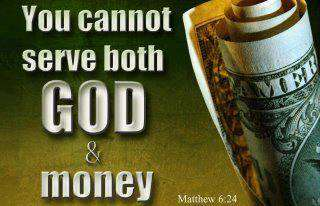 You cannot
serve both
GOD
&
money
Matthew 6:24